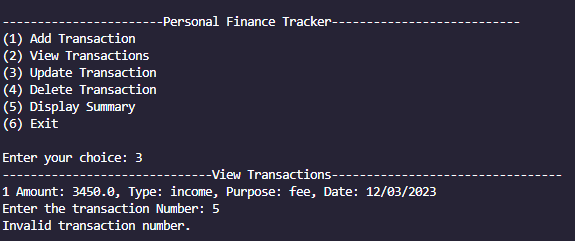 -----------------------Personal Finance Tracker---------------------------
(1) Add Transaction
(2) View Transactions
(3) Update Transaction
(4) Delete Transaction
(5) Display Summary
(6) Exit
Enter your choice: 3
------------------------------View Transactions---------------------------------
1 Amount: 3450.0, Type: income, Purpose: fee, Date: 12/03/2023
Enter the transaction Number: 5
Invalid transaction number.